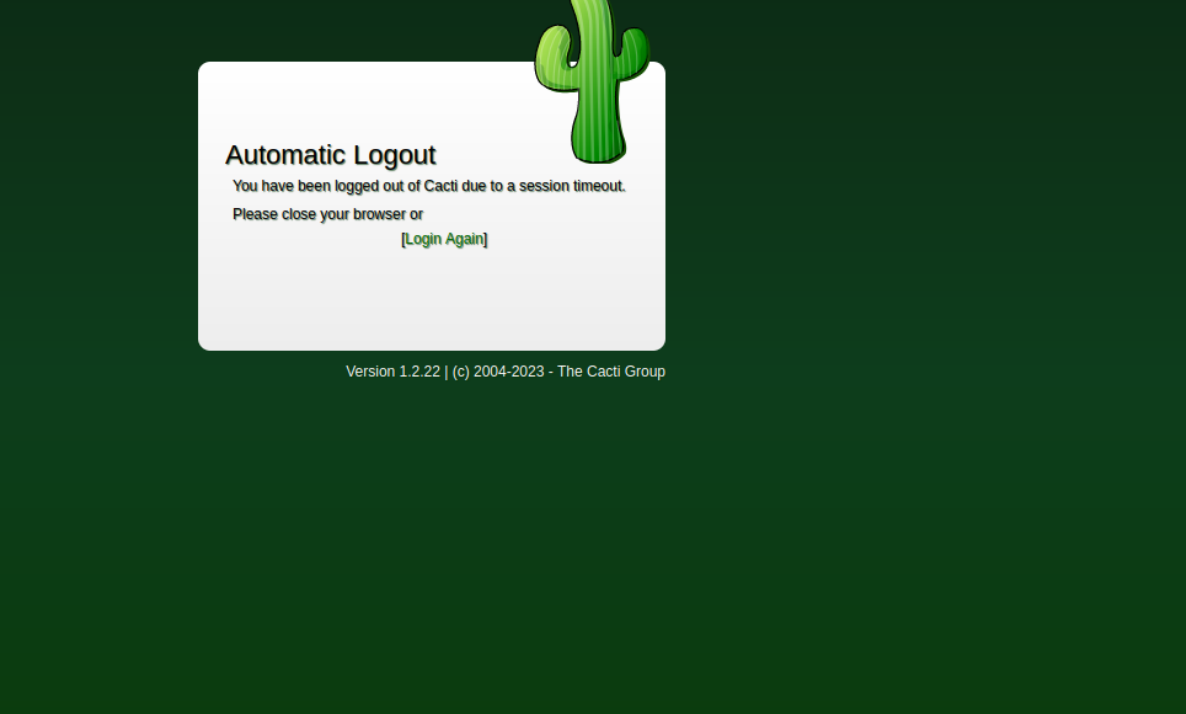 Automatic Logout
You have been logged out of Cacti due to a session timeout.
Please close your browser or
[Login Again]
Version 1.2.22 | (c) 2004-2023 - The Cacti Group